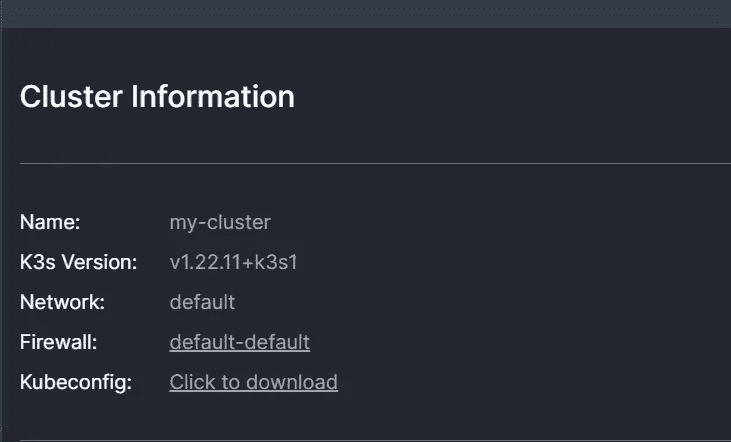 Cluster Information
Name: my-cluster
K3s Version: v1.22.11+k3s1
Network: default
Firewall: default-default
Kubeconfig: Click to download